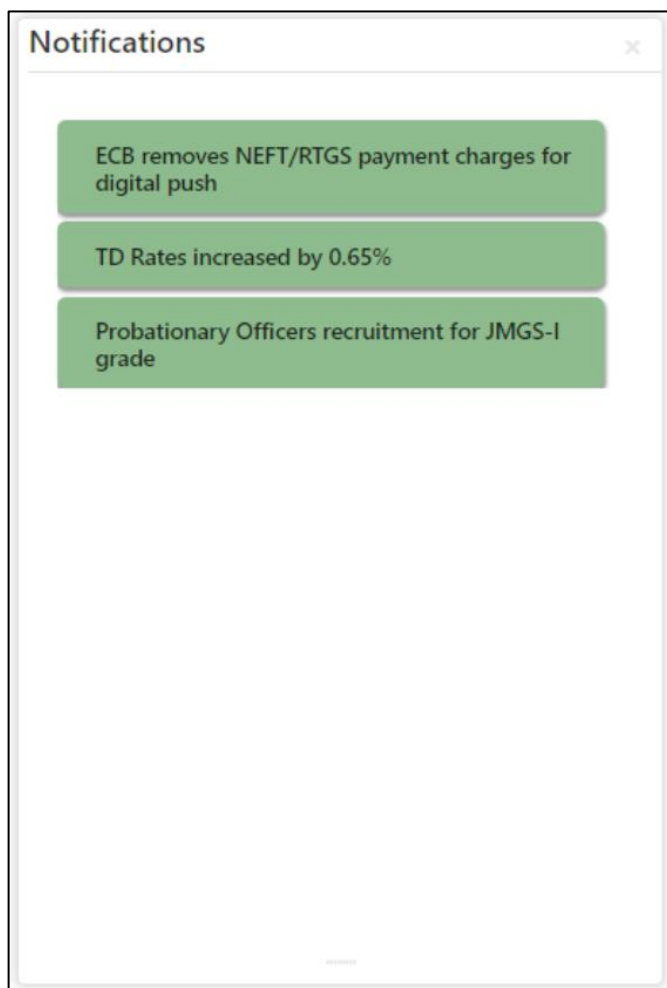 Notifications
ECB removes NEFT/RTGS payment charges for
digital push
TD Rates increased by 0.65%
Probationary Officers recruitment for JMGS-I
grade